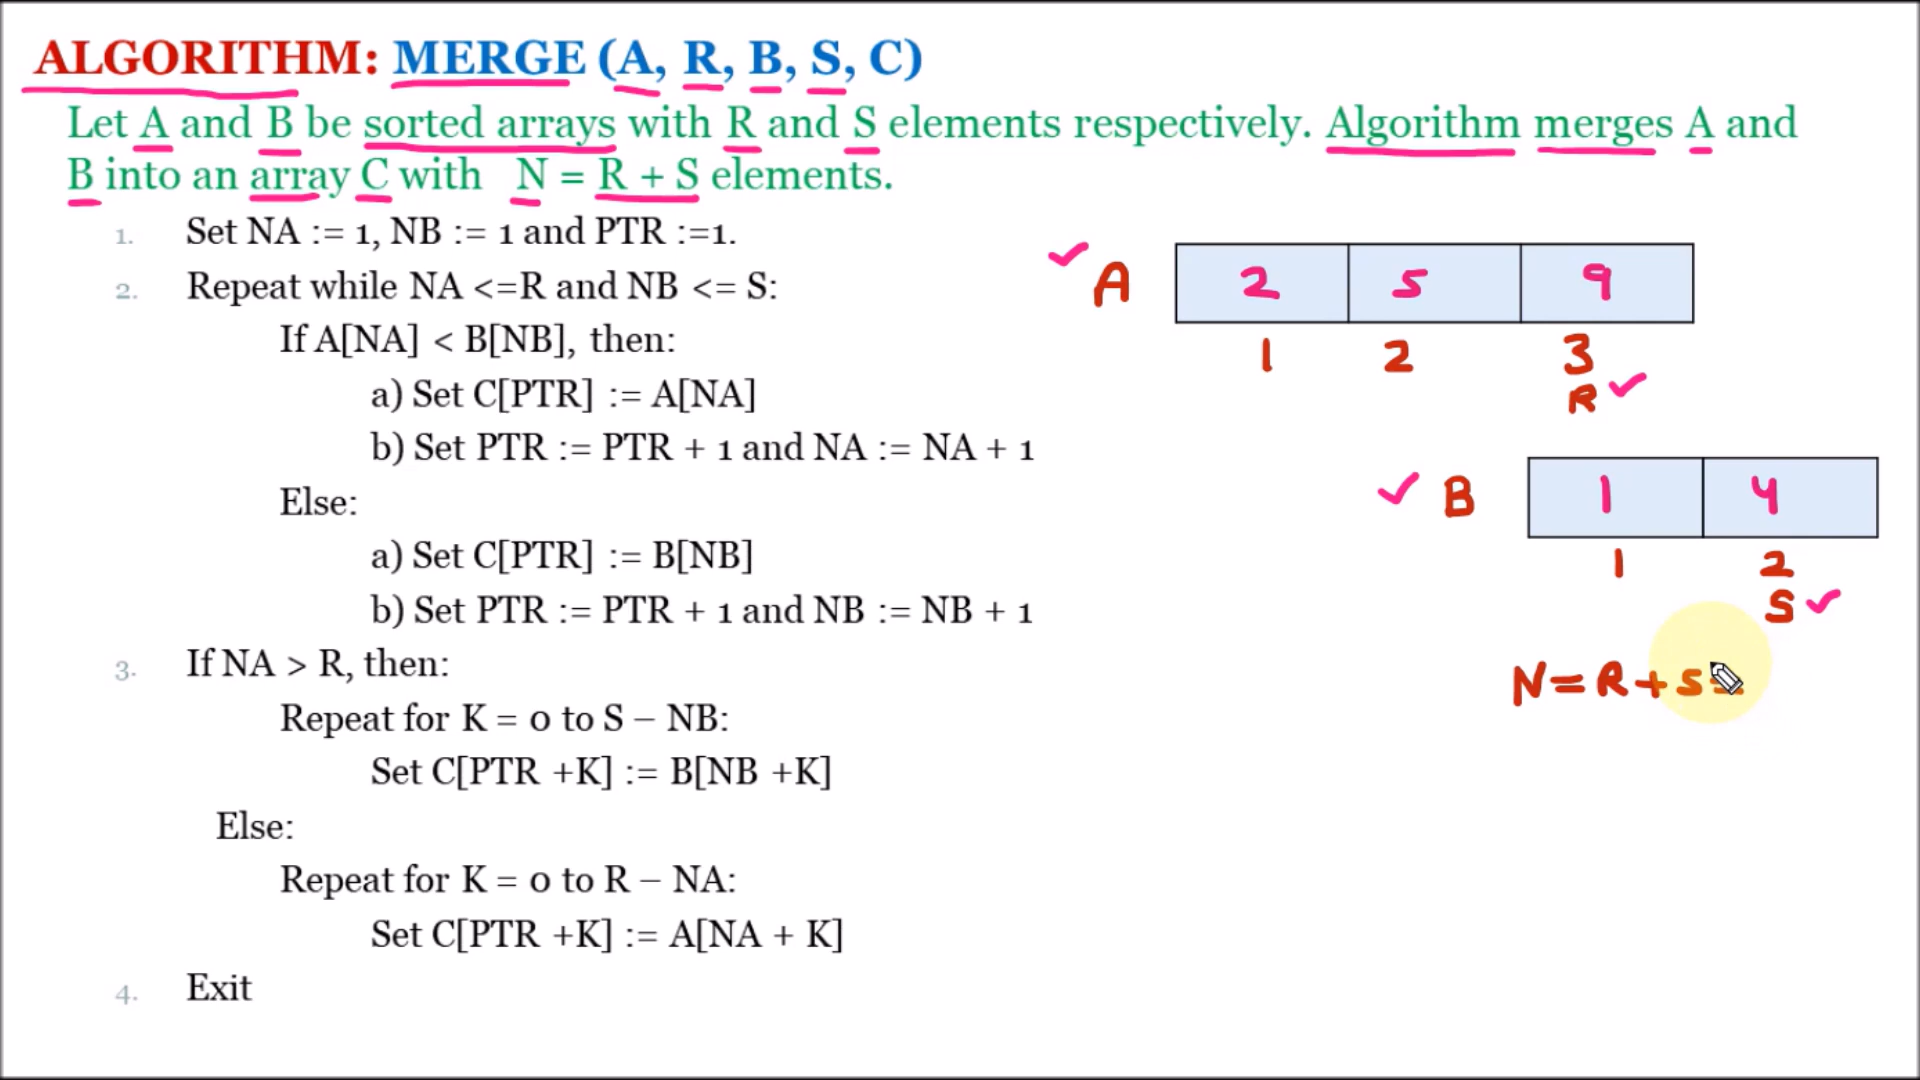 ALGORITHM: MERGE (A, R, B, S, C)
Let A and B be sorted arrays with R and S elements respectively. Algorithm merges A and
B into an array C with N = R + S elements.
1. Set NA := 1, NB := 1 and PTR :=1.
2. Repeat while NA <=R and NB <= S:
If A[NA] < B[NB], then:
a) Set C[PTR] := A[NA]
b) Set PTR := PTR + 1 and NA := NA + 1
Else:
a) Set C[PTR] := B[NB]
b) Set PTR := PTR + 1 and NB := NB + 1
3. If NA > R, then:
Repeat for K = 0 to S – NB:
Set C[PTR +K] := B[NB +K]
Else:
Repeat for K = 0 to R – NA:
Set C[PTR +K] := A[NA + K]
4. Exit
A 2 5 9
1 2 3
R
B 1 4
1 2
S
N=R+S=